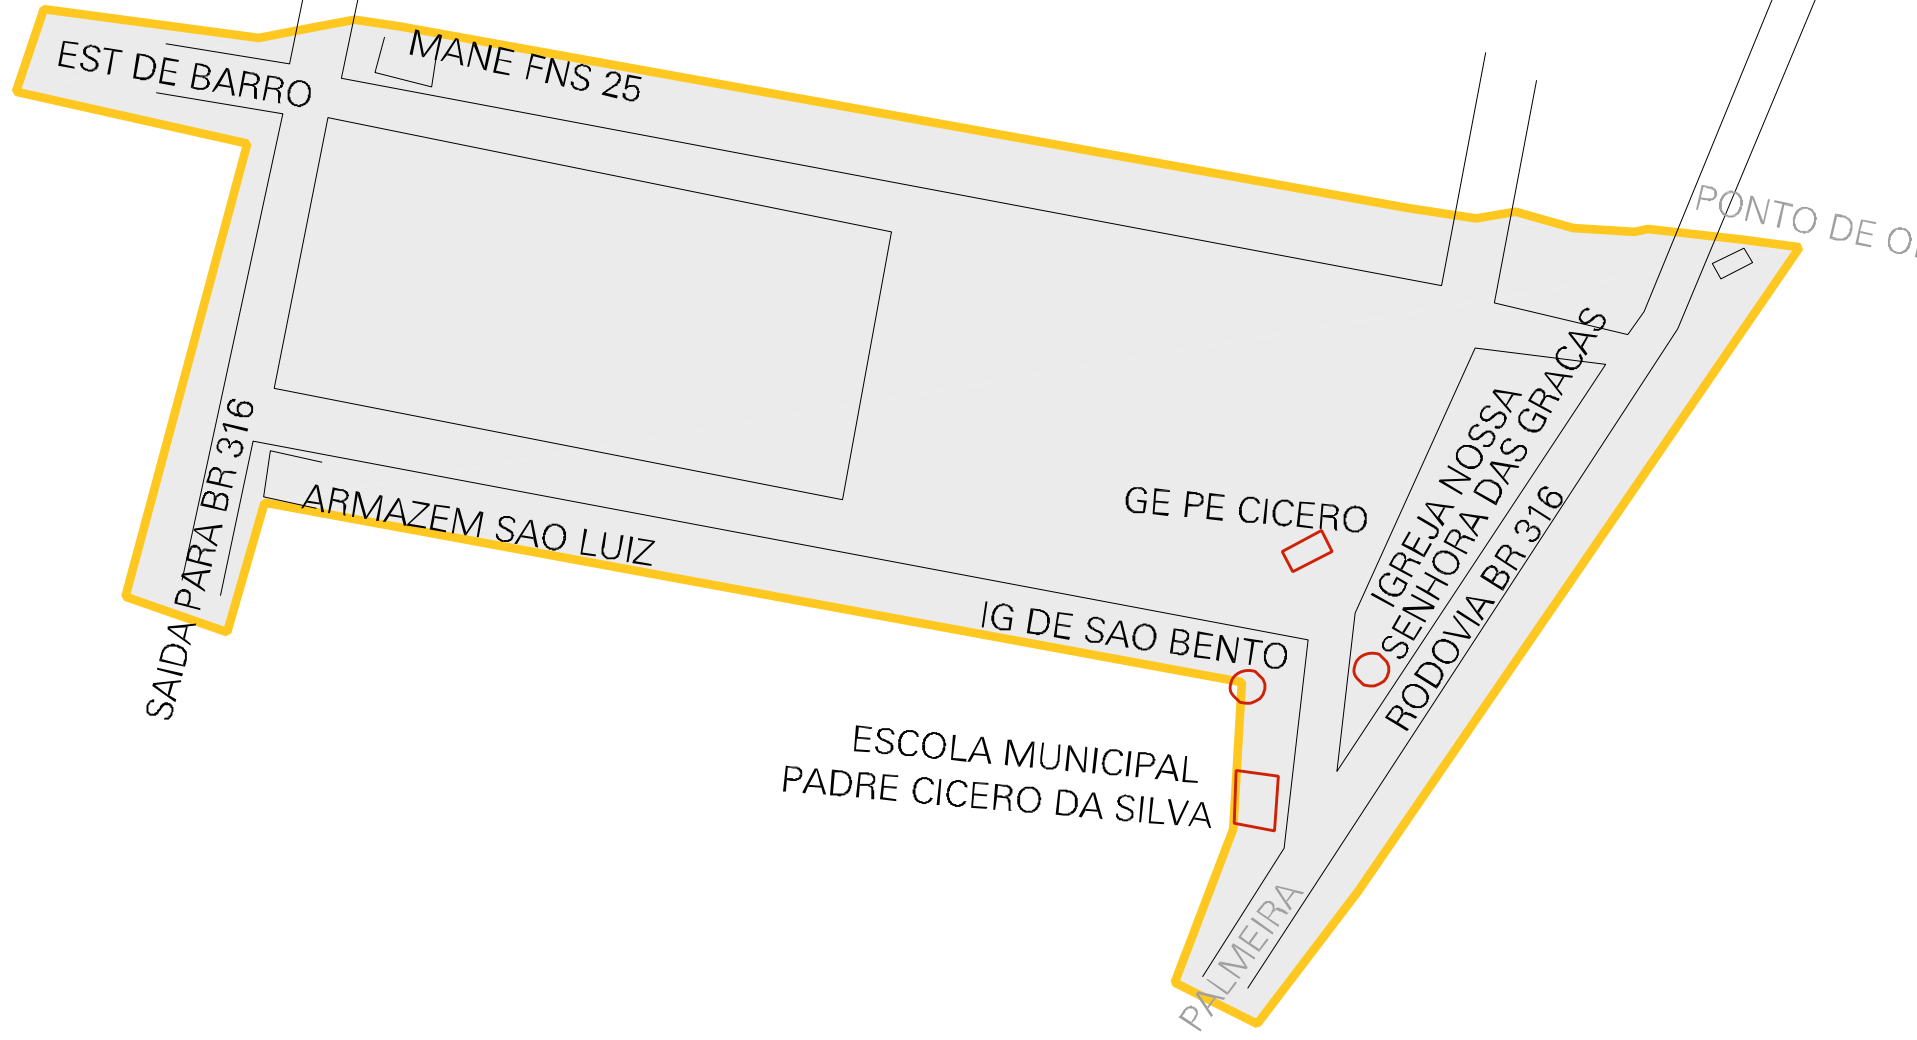 EST DE BARRO
MANE FNS 25
PONTO DE
SAIDA PARA BR 316
ARMAZEM SAO LUIZ
GE PE CICERO
IGREJA NOSSA
SENHORA DAS GRACAS
RODOVIA BR 316
IG DE SAO BENTO
ESCOLA MUNICIPAL
PADRE CICERO DA SILVA
PALMEIRA